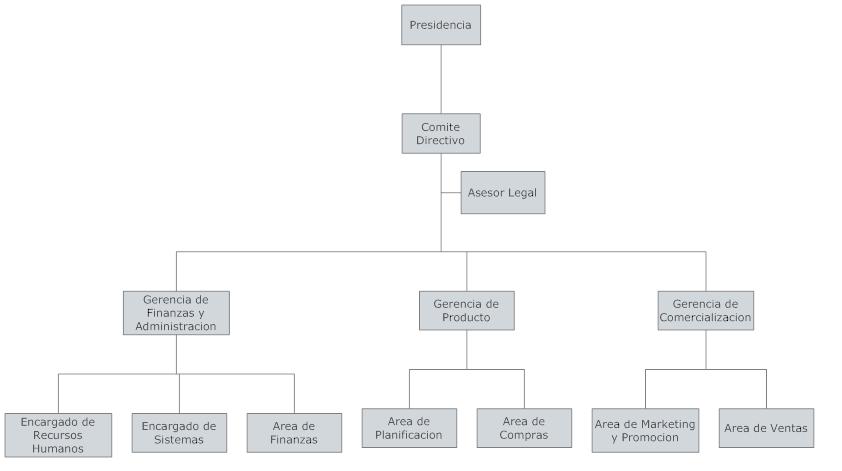 Presidencia
Comite
Directivo
Asesor Legal
Gerencia de
Finanzas y
Administracion
Gerencia de
Producto
Gerencia de
Comercializacion
Encargado de
Recursos
Humanos
Encargado de
Sistemas
Area de
Finanzas
Area de
Planificacion
Area de
Compras
Area de Marketing
y Promocion
Area de Ventas